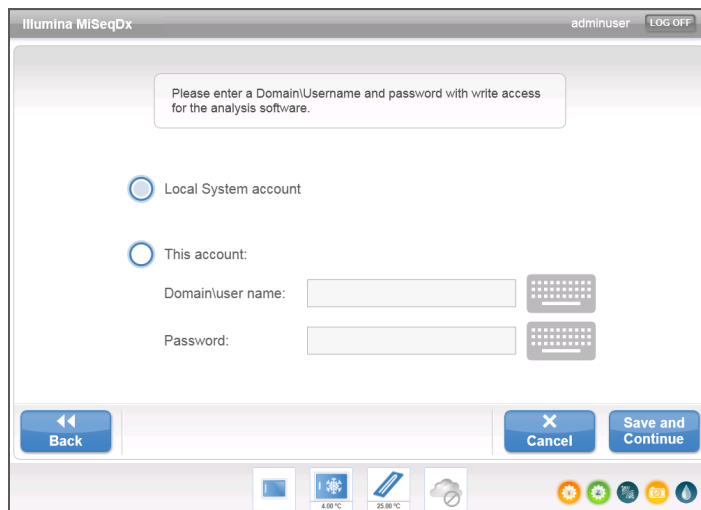 Illumina MiSeqDx
adminuser
LOG OFF
Please enter a Domain\Username and password with write access
for the analysis software.
Local System account
This account:
Domain\user name:
Password:
Back
Cancel
Save and
Continue
4.00 °C
25.00 °C